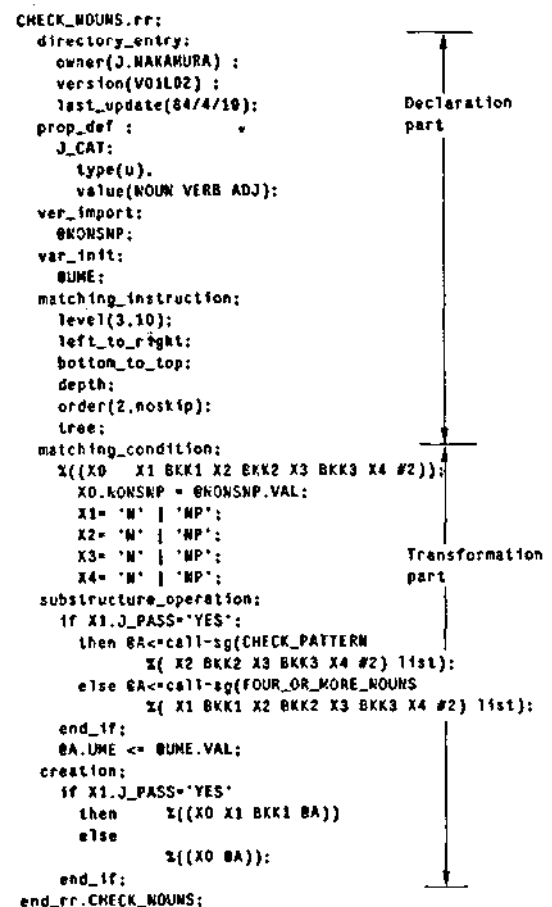 CHECK_NOUNS.rr;
directory_entry;
owner(J.NAKAMURA) ;
version(V01L02) ;
last_update(84/4/19);
prop_def ;
J_CAT;
type(u),
value(NOUN VERB ADJ);
ver_import;
@NONSNP;
var_init;
@UME;
matching_instruction;
level(3,10);
left_to_right;
bottom_to_top;
depth;
order(2,noskip);
tree;
Declaration
part
matching_condition;
%((X0 X1 BKK1 X2 BKK2 X3 BKK3 X4 #2));
X0.NONSNP = @NONSNP.VAL;
X1= 'N' | 'NP';
X2= 'N' | 'NP';
X3= 'N' | 'NP';
X4= 'N' | 'NP';
substructure_operation;
if X1.J_PASS='YES';
then @A<=call-sg(CHECK_PATTERN
%( X2 BKK2 X3 BKK3 X4 #2) list);
else @A<=call-sg(FOUR_OR_MORE_NOUNS
%( X1 BKK1 X2 BKK2 X3 BKK3 X4 #2) list);
end_if;
@A.UME <= @UME.VAL;
creation;
if X1.J_PASS='YES'
then %((X0 X1 BKK1 @A))
else
%((X0 @A));
end_if;
end_rr.CHECK_NOUNS;
Transformation
part